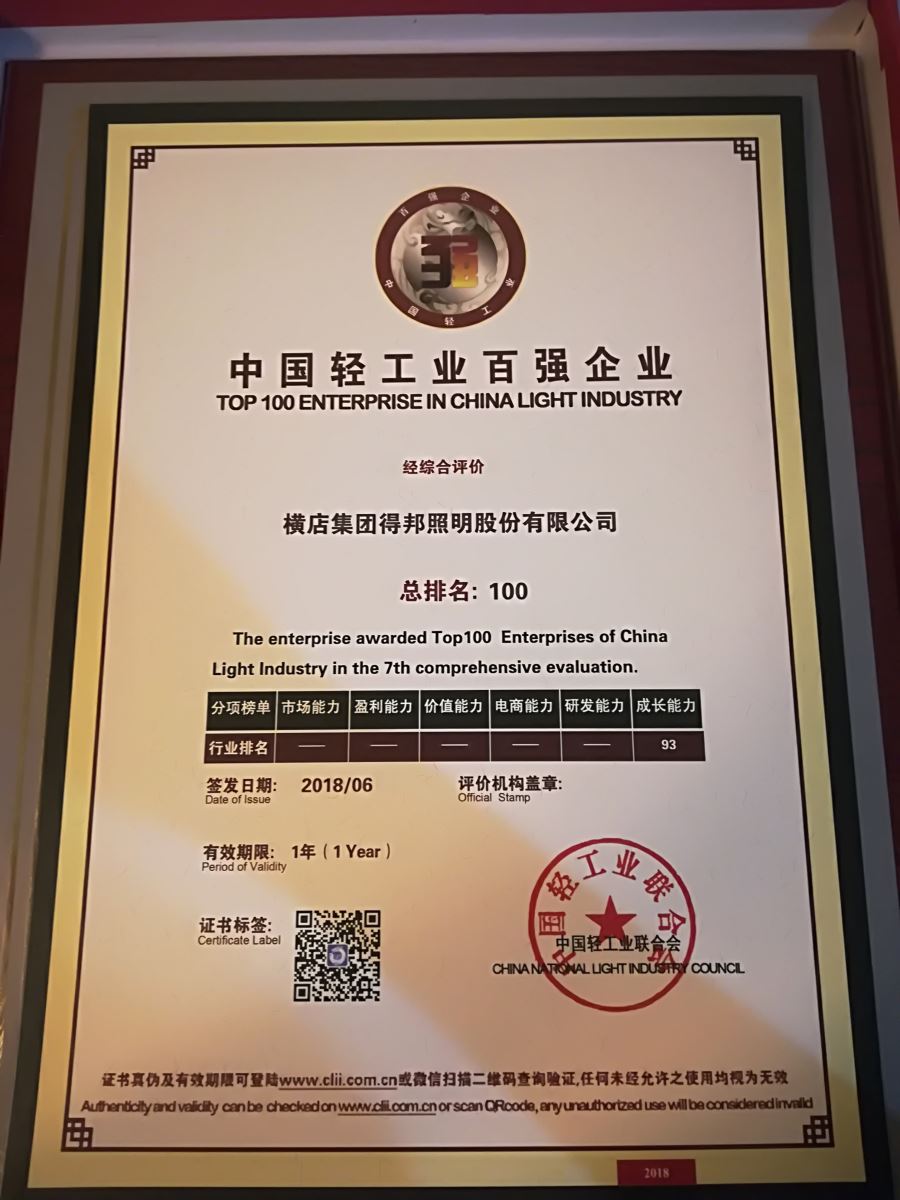 百强企业
强
中国轻工业
中国轻工业百强企业
TOP 100 ENTERPRISE IN CHINA LIGHT INDUSTRY
经综合评价
横店集团得邦照明股份有限公司
总排名: 100
The enterprise awarded Top100 Enterprises of China
Light Industry in the 7th comprehensive evaluation.
分项榜单 市场能力 盈利能力 价值能力 电商能力 研发能力 成长能力
行业排名 — — — — — 93
签发日期: 2018/06 评价机构盖章:
Date of Issue Official Stamp
有效期限: 1年(1 Year)
Period of Validity
中国轻工业联合会
证书标签:
Certificate Label
中国轻工业联合会
CHINA NATIONAL LIGHT INDUSTRY COUNCIL
证书真伪及有效期限可登陆www.clii.com.cn或微信扫描二维码查询验证,任何未经允许之使用均视为无效
Authenticity and validity can be checked on www.clii.com.cn or scan QRcode, any unauthorized use will be considered invalid
2018